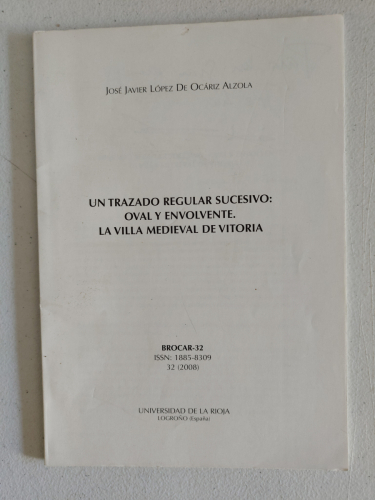 JOSÉ JAVIER LÓPEZ DE OCÁRIZ ALZOLA
UN TRAZADO REGULAR SUCESIVO:
OVAL Y ENVOLVENTE.
LA VILLA MEDIEVAL DE VITORIA
BROCAR-32
ISSN: 1885-8309
32 (2008)
UNIVERSIDAD DE LA RIOJA
LOGROÑO (España)